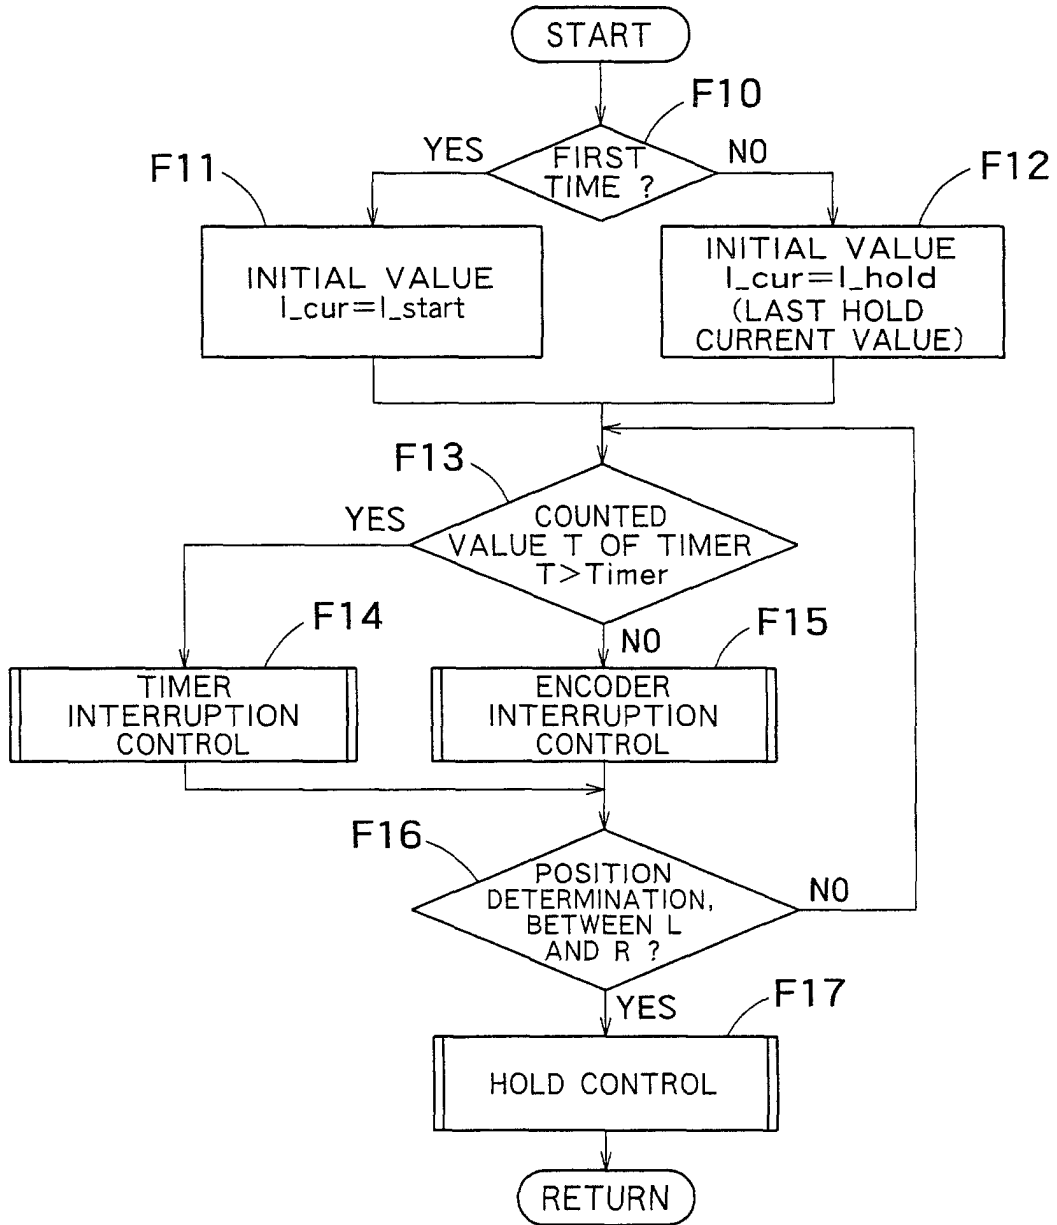 START
F10
YES
NO
FIRST
TIME ?
F11
F12
INITIAL VALUE
I_cur=I_start
INITIAL VALUE
I_cur=I_hold
(LAST HOLD
CURRENT VALUE)
F13
YES
COUNTED
VALUE T OF TIMER
T>Timer
F14
NO
F15
TIMER
INTERRUPTION
CONTROL
ENCODER
INTERRUPTION
CONTROL
F16
POSITION
DETERMINATION,
BETWEEN L
AND R ?
NO
YES
F17
HOLD CONTROL
RETURN